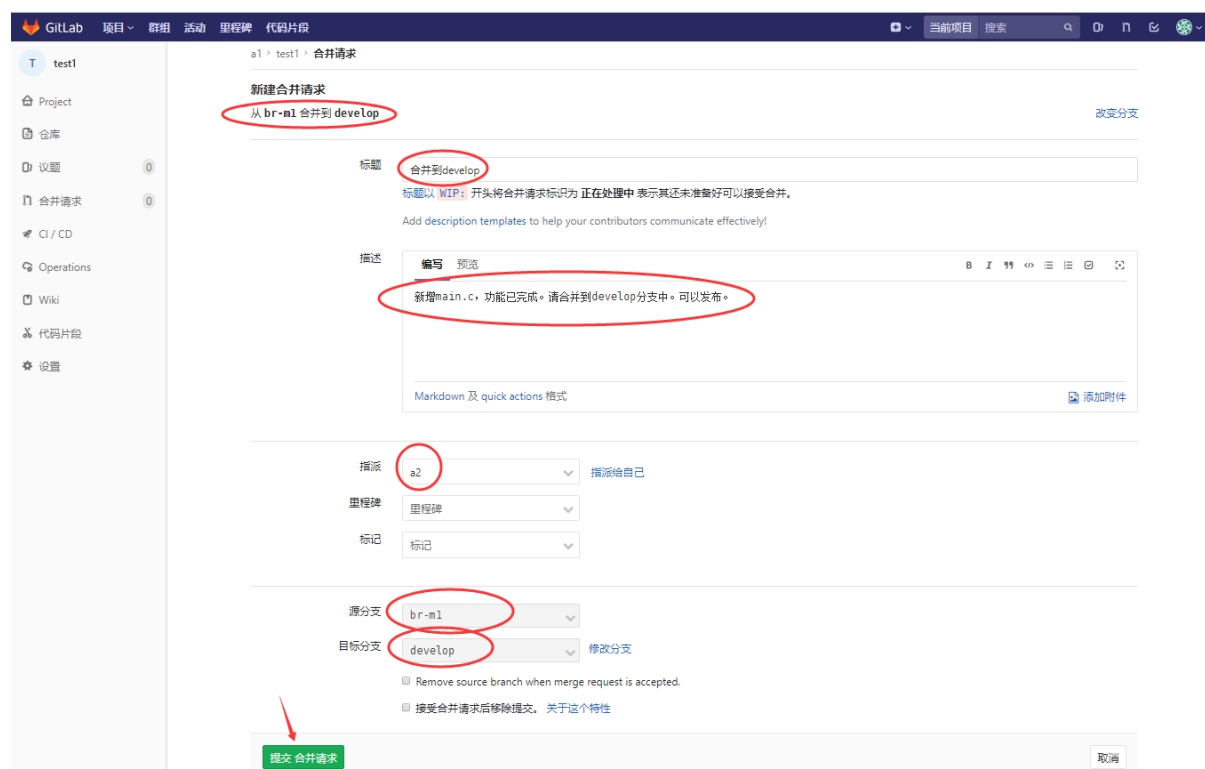 GitLab 项目 群组 活动 里程碑 代码片段 当前项目 搜索
T test1
a1 > test1 > 合并请求
Project
仓库
议题 0
合并请求 0
CI / CD
Operations
Wiki
代码片段
设置
新建合并请求
从 br-ml 合并到 develop 改变分支
标题 合并到develop
标题以 WIP: 开头将合并请求标识为 正在处理中 表示其还未准备好可以接受合并。
Add description templates to help your contributors communicate effectively!
描述 编写 预览
新增main.c，功能已完成。请合并到develop分支中。可以发布。
Markdown 及 quick actions 格式 添加附件
指派 a2 指派给自己
里程碑 里程碑
标记 标记
源分支 br-ml
目标分支 develop 修改分支
Remove source branch when merge request is accepted.
接受合并请求后移除提交。 关于这个特性
提交 合并请求 取消